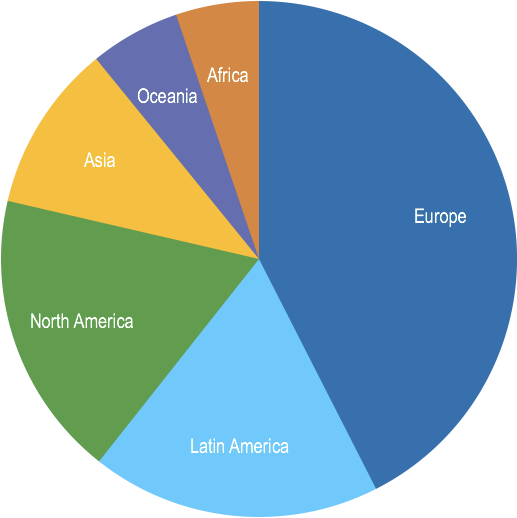 Africa
Oceania
Asia
Europe
North America
Latin America